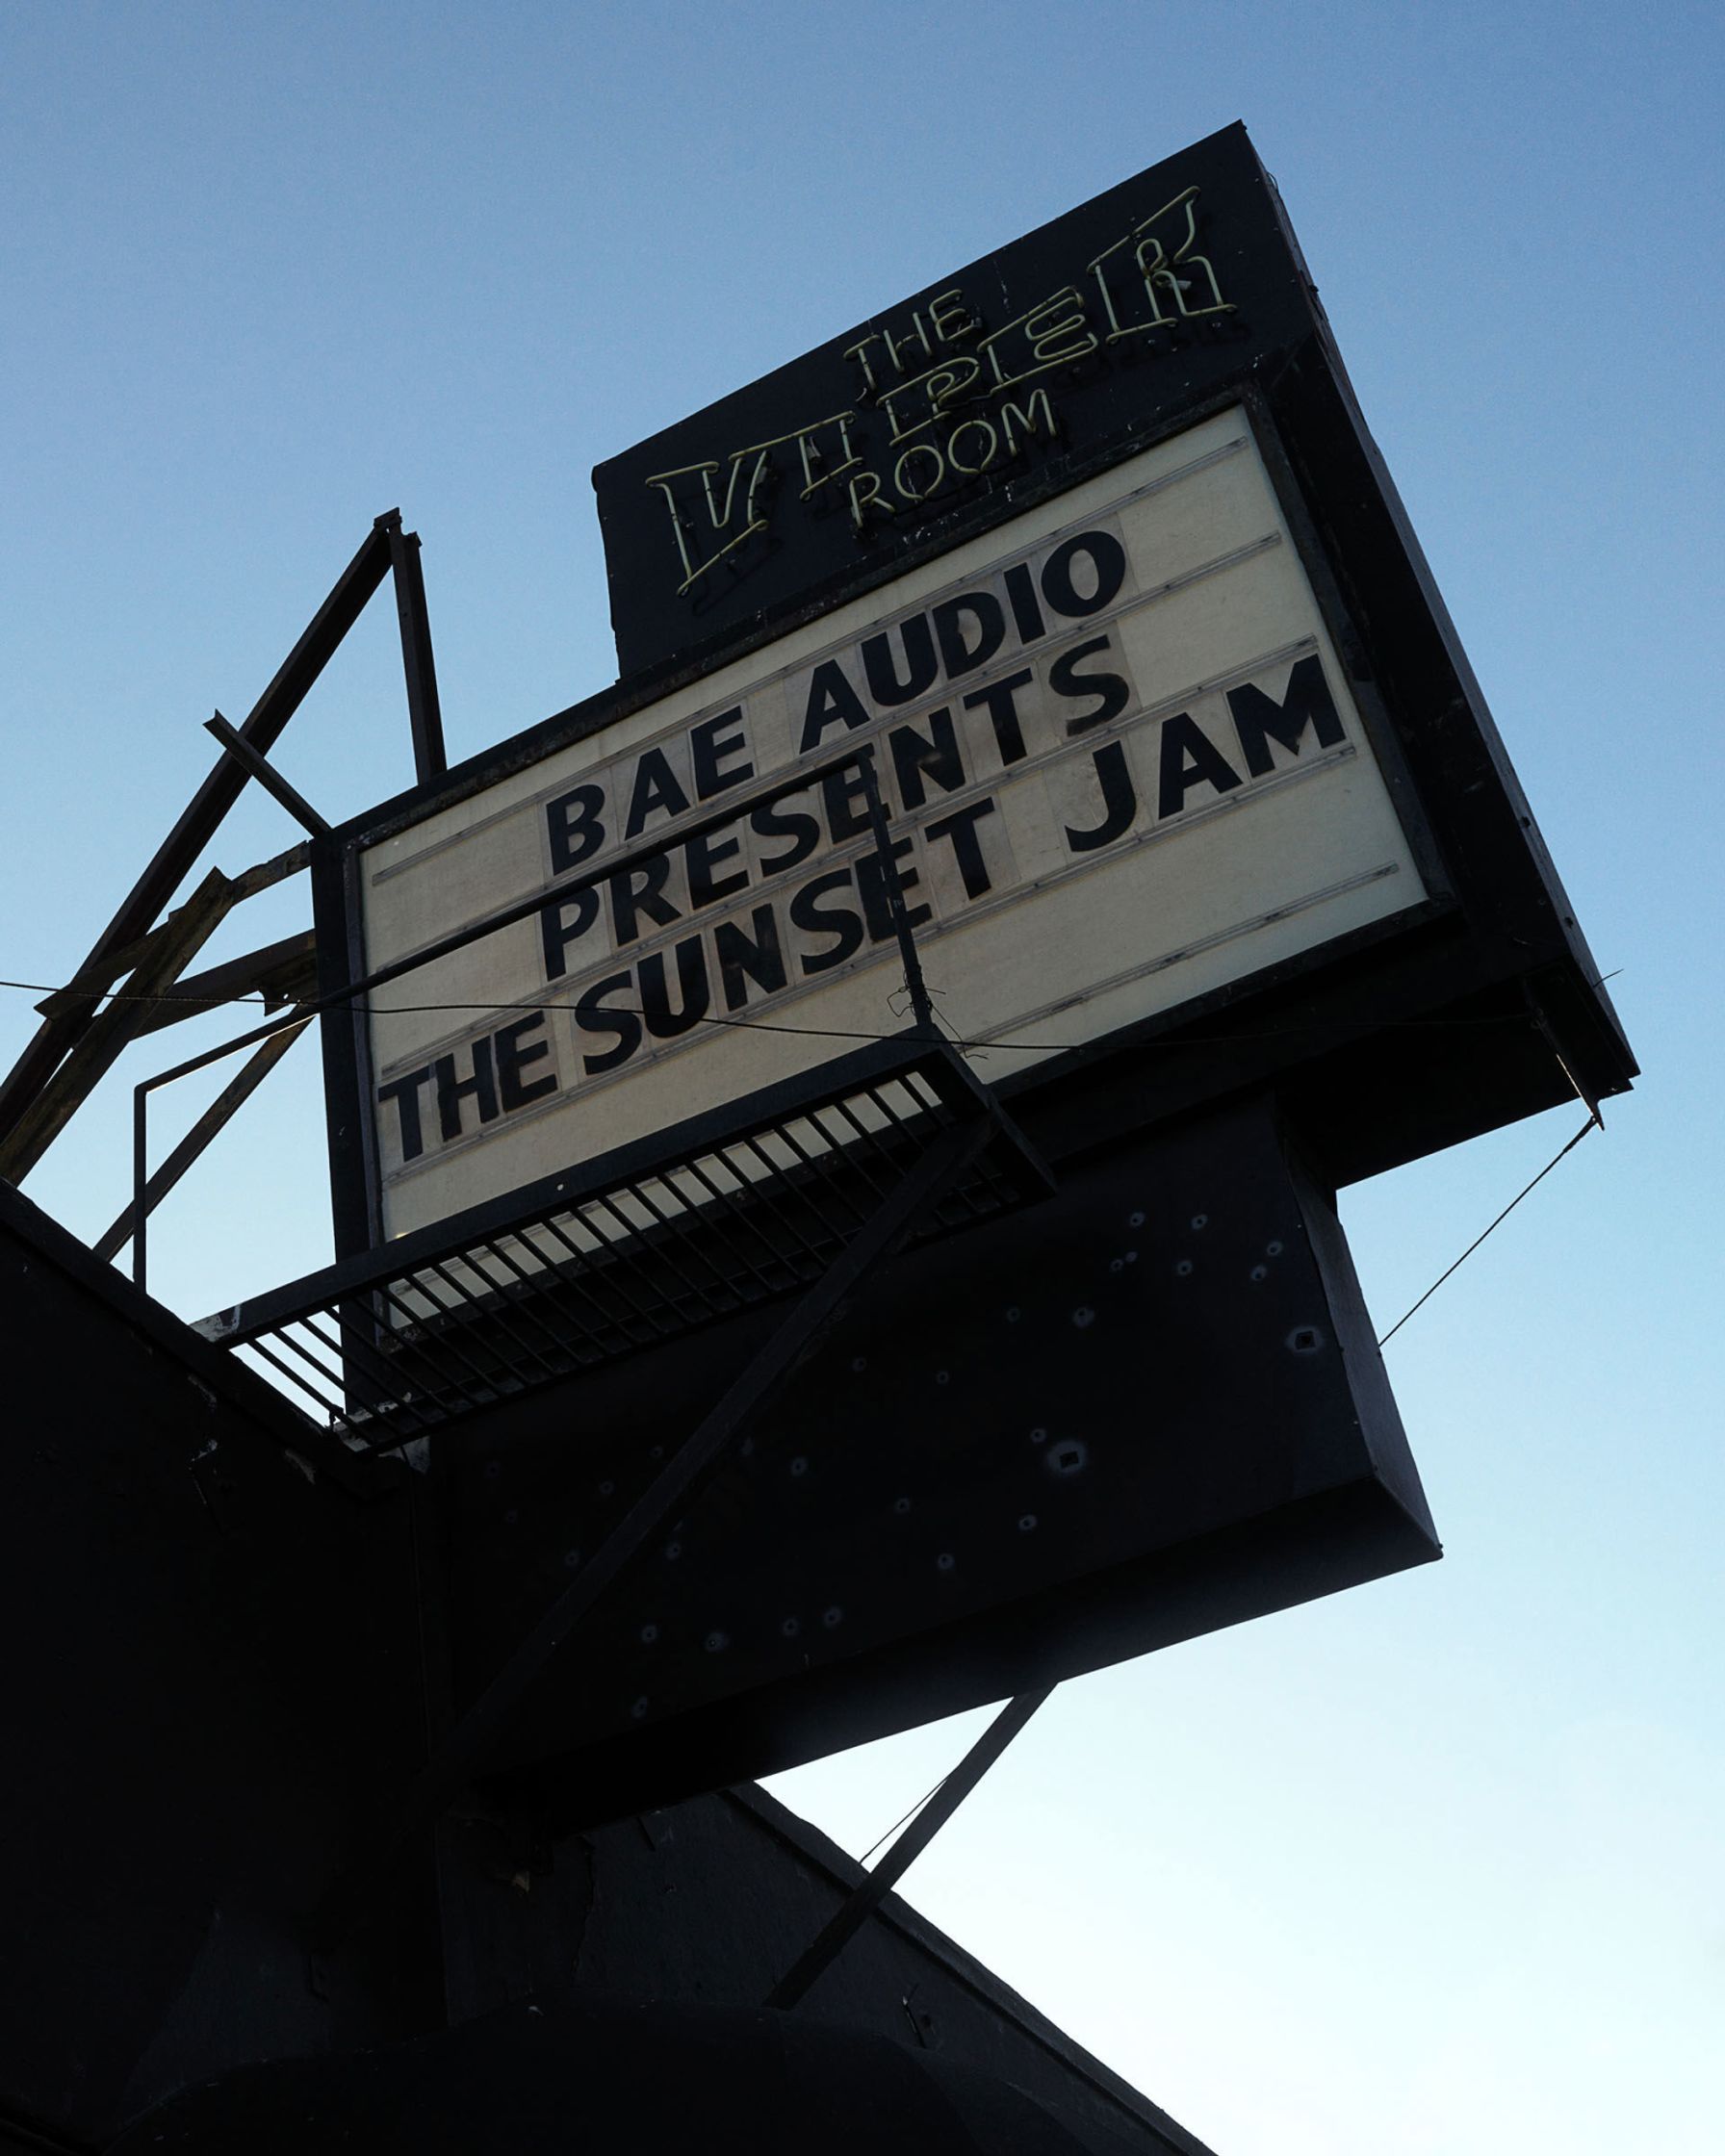 THE
VIPER
ROOM
BAE AUDIO
PRESENTS
THE SUNSET JAM